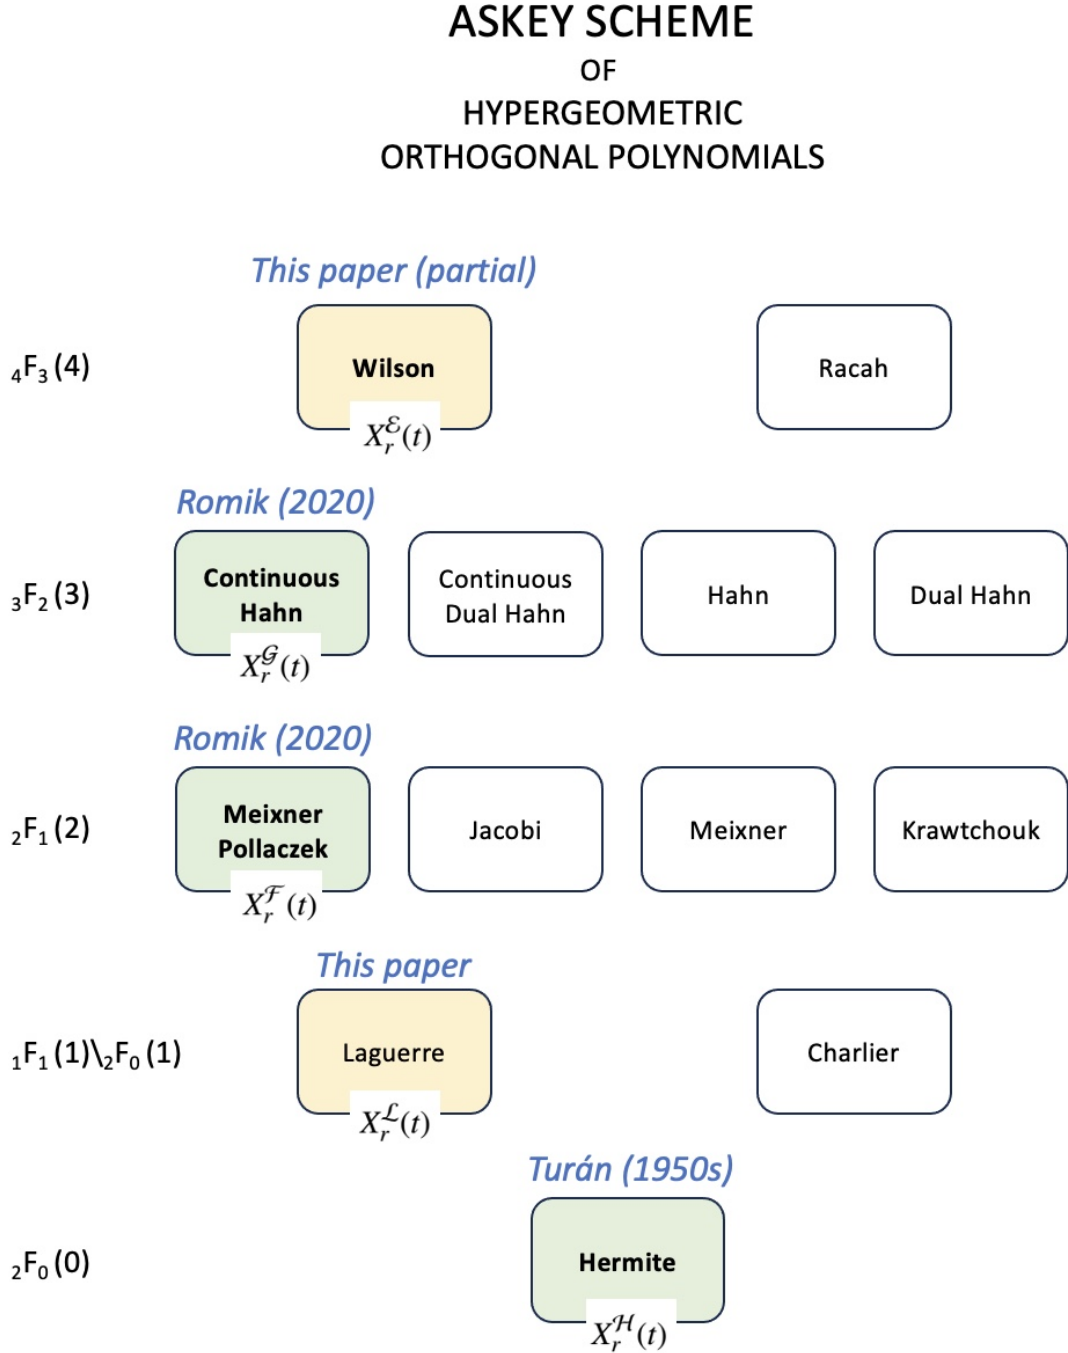 ASKEY SCHEME
OF
HYPERGEOMETRIC
ORTHOGONAL POLYNOMIALS
This paper (partial)
₄F₃ (4)
Wilson
Racah
X_r^ℰ(t)
Romik (2020)
₃F₂ (3)
Continuous
Hahn
Continuous
Dual Hahn
Hahn
Dual Hahn
X_r^𝒢(t)
Romik (2020)
₂F₁ (2)
Meixner
Pollaczek
Jacobi
Meixner
Krawtchouk
X_r^ℱ(t)
This paper
₁F₁ (1)\₂F₀ (1)
Laguerre
Charlier
X_r^ℒ(t)
Turán (1950s)
₂F₀ (0)
Hermite
X_r^ℋ(t)